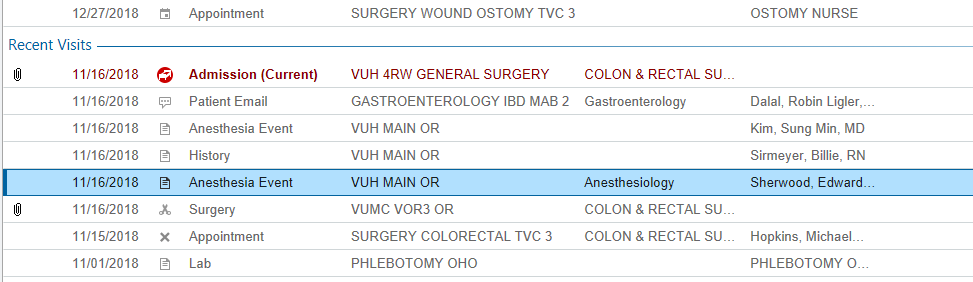 12/27/2018 Appointment SURGERY WOUND OSTOMY TVC 3 OSTOMY NURSE
Recent Visits
11/16/2018 Admission (Current) VUH 4RW GENERAL SURGERY COLON & RECTAL SU...
11/16/2018 Patient Email GASTROENTEROLOGY IBD MAB 2 Gastroenterology Dalal, Robin Ligler,...
11/16/2018 Anesthesia Event VUH MAIN OR Kim, Sung Min, MD
11/16/2018 History VUH MAIN OR Sirmeyer, Billie, RN
11/16/2018 Anesthesia Event VUH MAIN OR Anesthesiology Sherwood, Edward...
11/16/2018 Surgery VUMC VOR3 OR COLON & RECTAL SU...
11/15/2018 Appointment SURGERY COLORECTAL TVC 3 COLON & RECTAL SU... Hopkins, Michael...
11/01/2018 Lab PHLEBOTOMY OHO PHLEBOTOMY O...